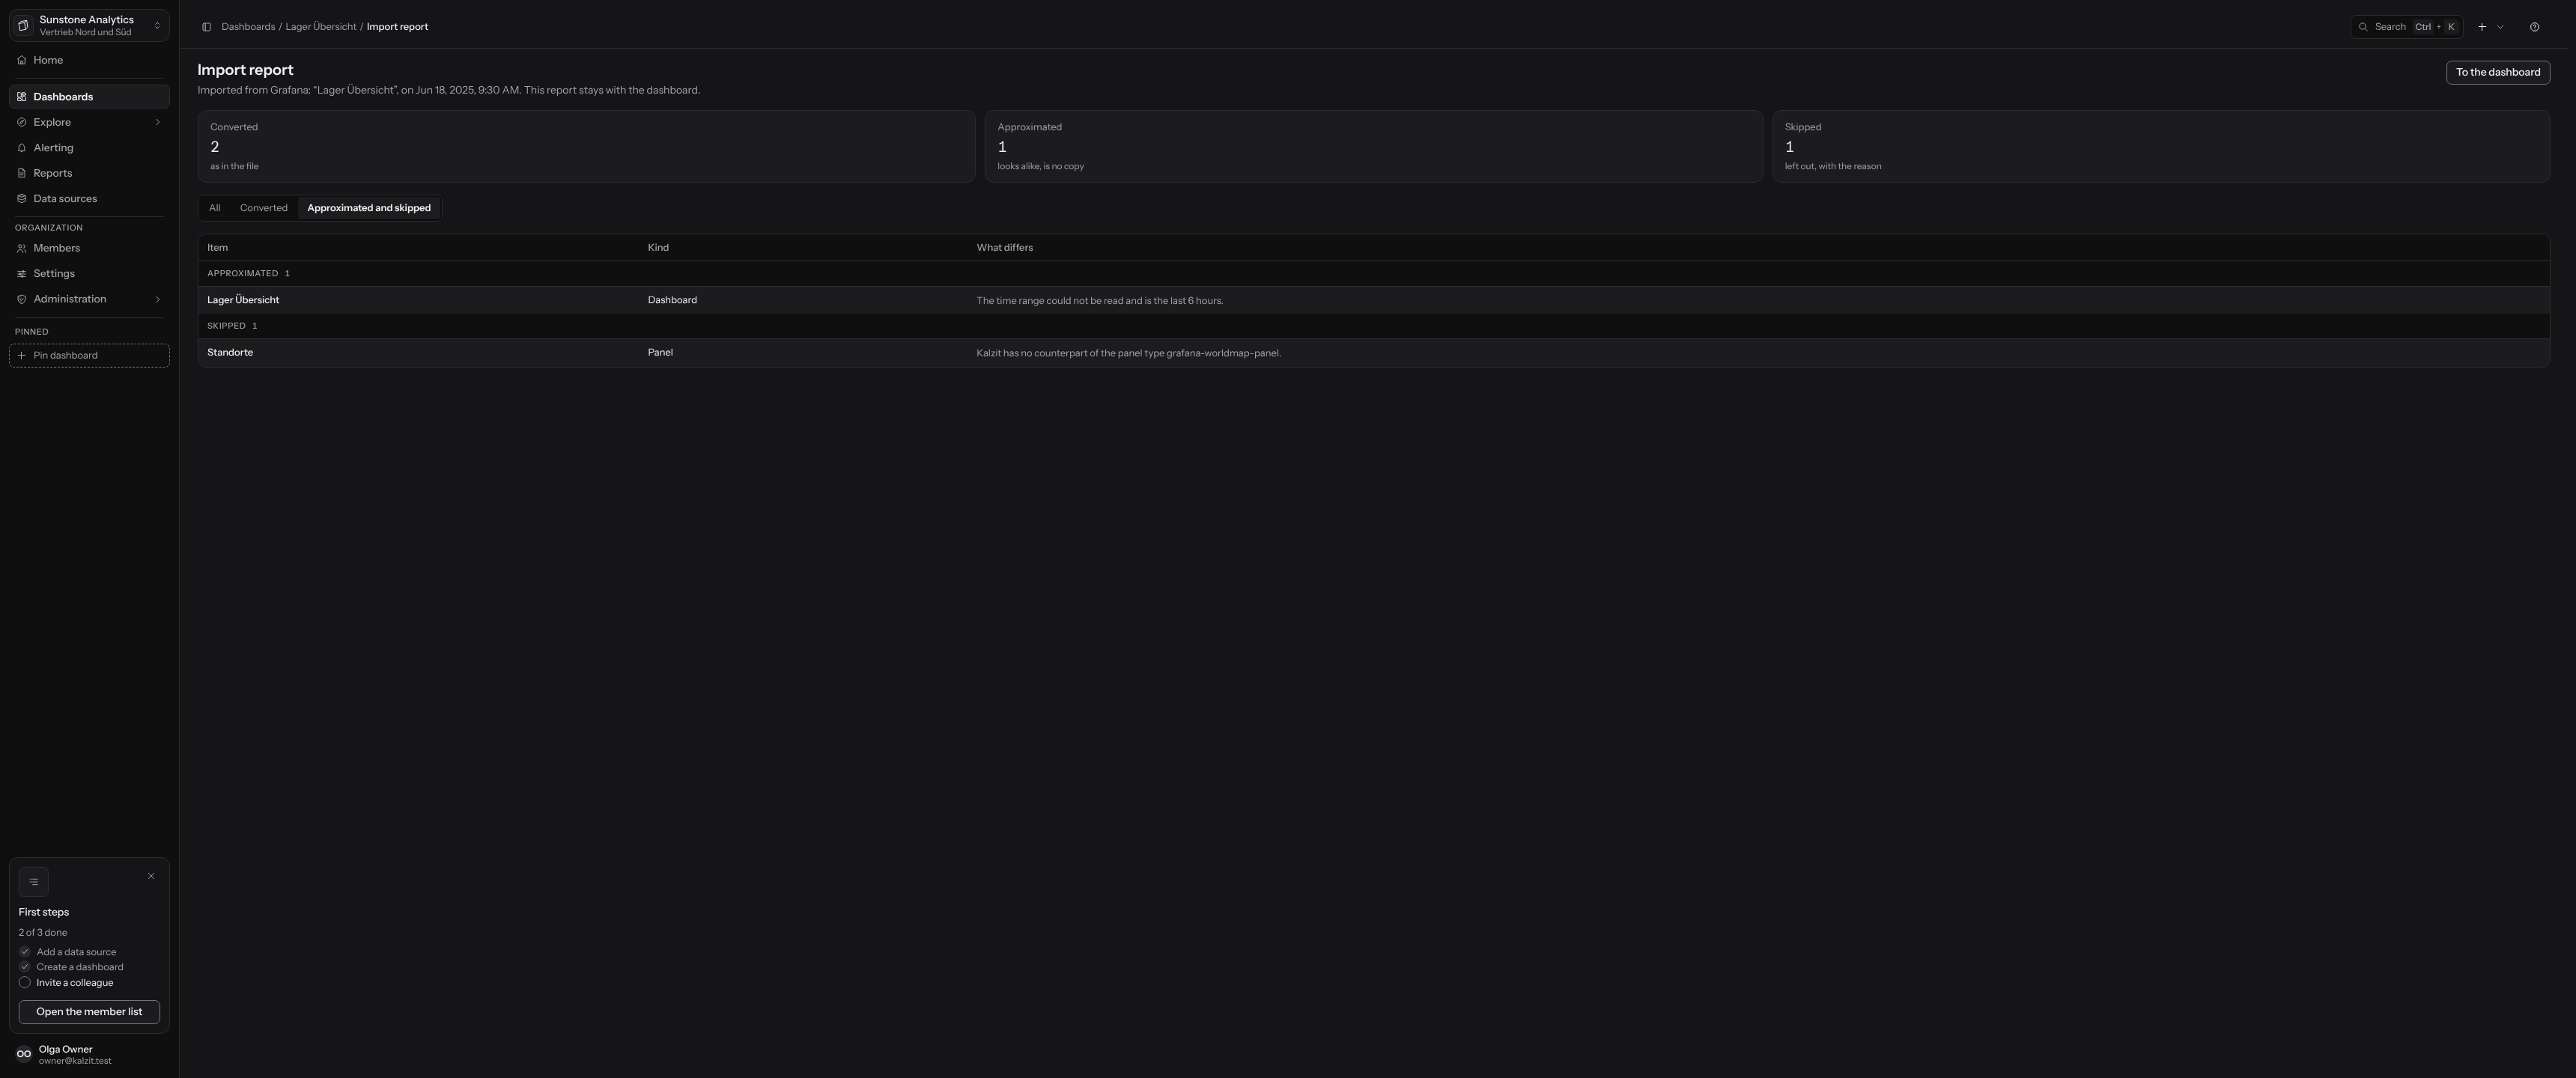 Sunstone Analytics
Vertrieb Nord und Süd
Home
Dashboards
Explore
Alerting
Reports
Data sources
ORGANIZATION
Members
Settings
Administration
PINNED
Pin dashboard
First steps
2 of 3 done
Add a data source
Create a dashboard
Invite a colleague
Open the member list
OO
Olga Owner
owner@kalzit.test
Dashboards / Lager Übersicht / Import report
Search Ctrl + K
Import report
Imported from Grafana: “Lager Übersicht”, on Jun 18, 2025, 9:30 AM. This report stays with the dashboard.
To the dashboard
Converted
2
as in the file
Approximated
1
looks alike, is no copy
Skipped
1
left out, with the reason
All Converted Approximated and skipped
Item Kind What differs
APPROXIMATED 1
Lager Übersicht Dashboard The time range could not be read and is the last 6 hours.
SKIPPED 1
Standorte Panel Kalzit has no counterpart of the panel type grafana-worldmap-panel.